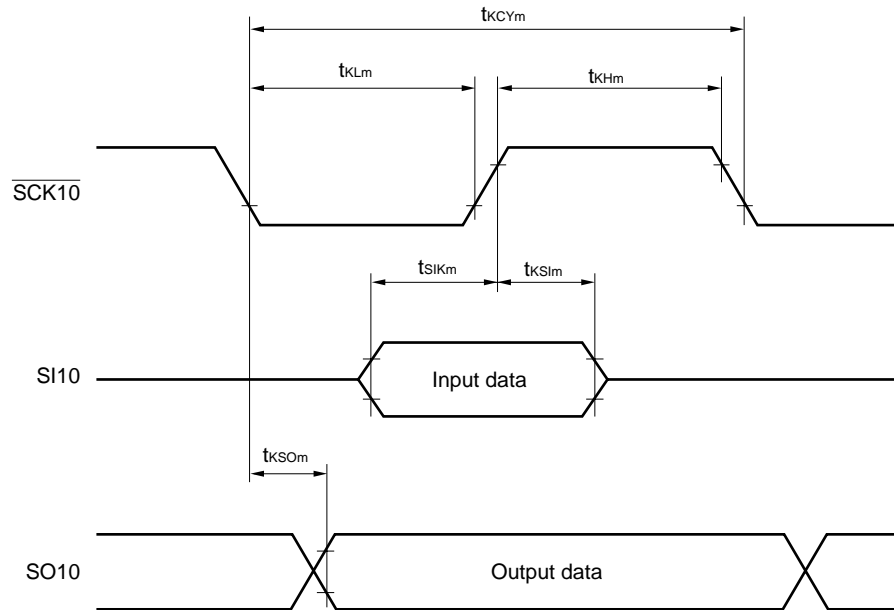 tKCYm
tKLm
tKHm
SCK10
tSIKm
tKSIm
SI10
Input data
tKSOm
SO10
Output data